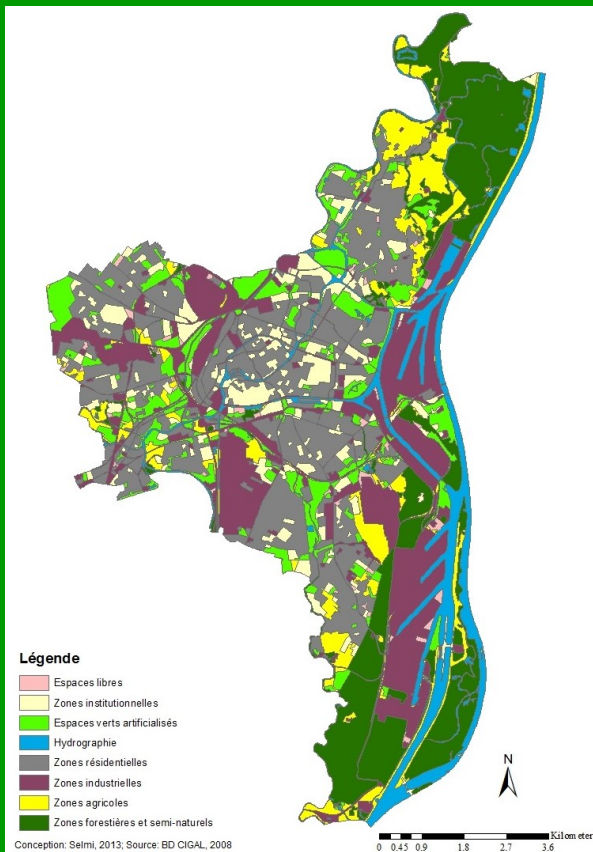 Légende
Espaces libres
Zones institutionnelles
Espaces verts artificialisés
Hydrographie
Zones résidentielles
Zones industrielles
Zones agricoles
Zones forestières et semi-naturels
Conception: Selmi, 2013; Source: BD CIGAL, 2008
N
Kilometer
0 0.45 0.9 1.8 2.7 3.6